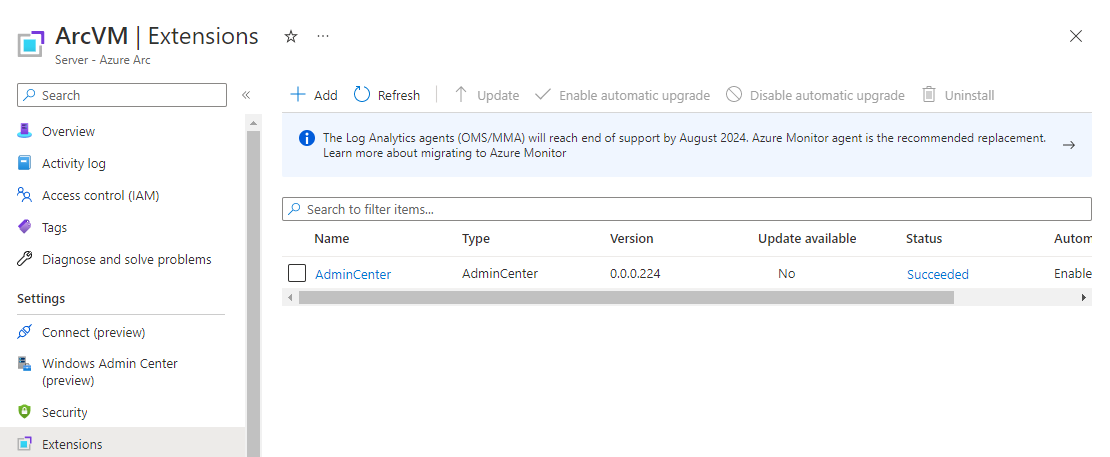 ArcVM | Extensions
Server - Azure Arc
Search
Overview
Activity log
Access control (IAM)
Tags
Diagnose and solve problems
Settings
Connect (preview)
Windows Admin Center
(preview)
Security
Extensions
Add Refresh Update Enable automatic upgrade Disable automatic upgrade Uninstall
The Log Analytics agents (OMS/MMA) will reach end of support by August 2024. Azure Monitor agent is the recommended replacement.
Learn more about migrating to Azure Monitor
Search to filter items...
Name Type Version Update available Status Autom
AdminCenter AdminCenter 0.0.0.224 No Succeeded Enable